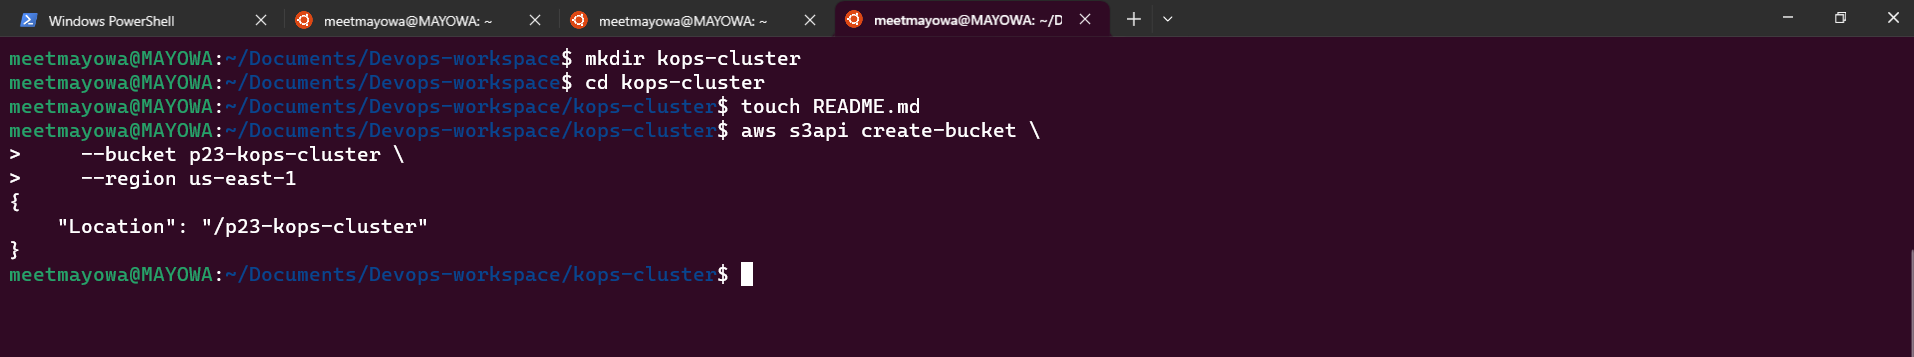 Windows PowerShell
meetmayowa@MAYOWA: ~
meetmayowa@MAYOWA: ~
meetmayowa@MAYOWA: ~/D
meetmayowa@MAYOWA:~/Documents/Devops-workspace$ mkdir kops-cluster
meetmayowa@MAYOWA:~/Documents/Devops-workspace$ cd kops-cluster
meetmayowa@MAYOWA:~/Documents/Devops-workspace/kops-cluster$ touch README.md
meetmayowa@MAYOWA:~/Documents/Devops-workspace/kops-cluster$ aws s3api create-bucket \
>     --bucket p23-kops-cluster \
>     --region us-east-1
{
    "Location": "/p23-kops-cluster"
}
meetmayowa@MAYOWA:~/Documents/Devops-workspace/kops-cluster$